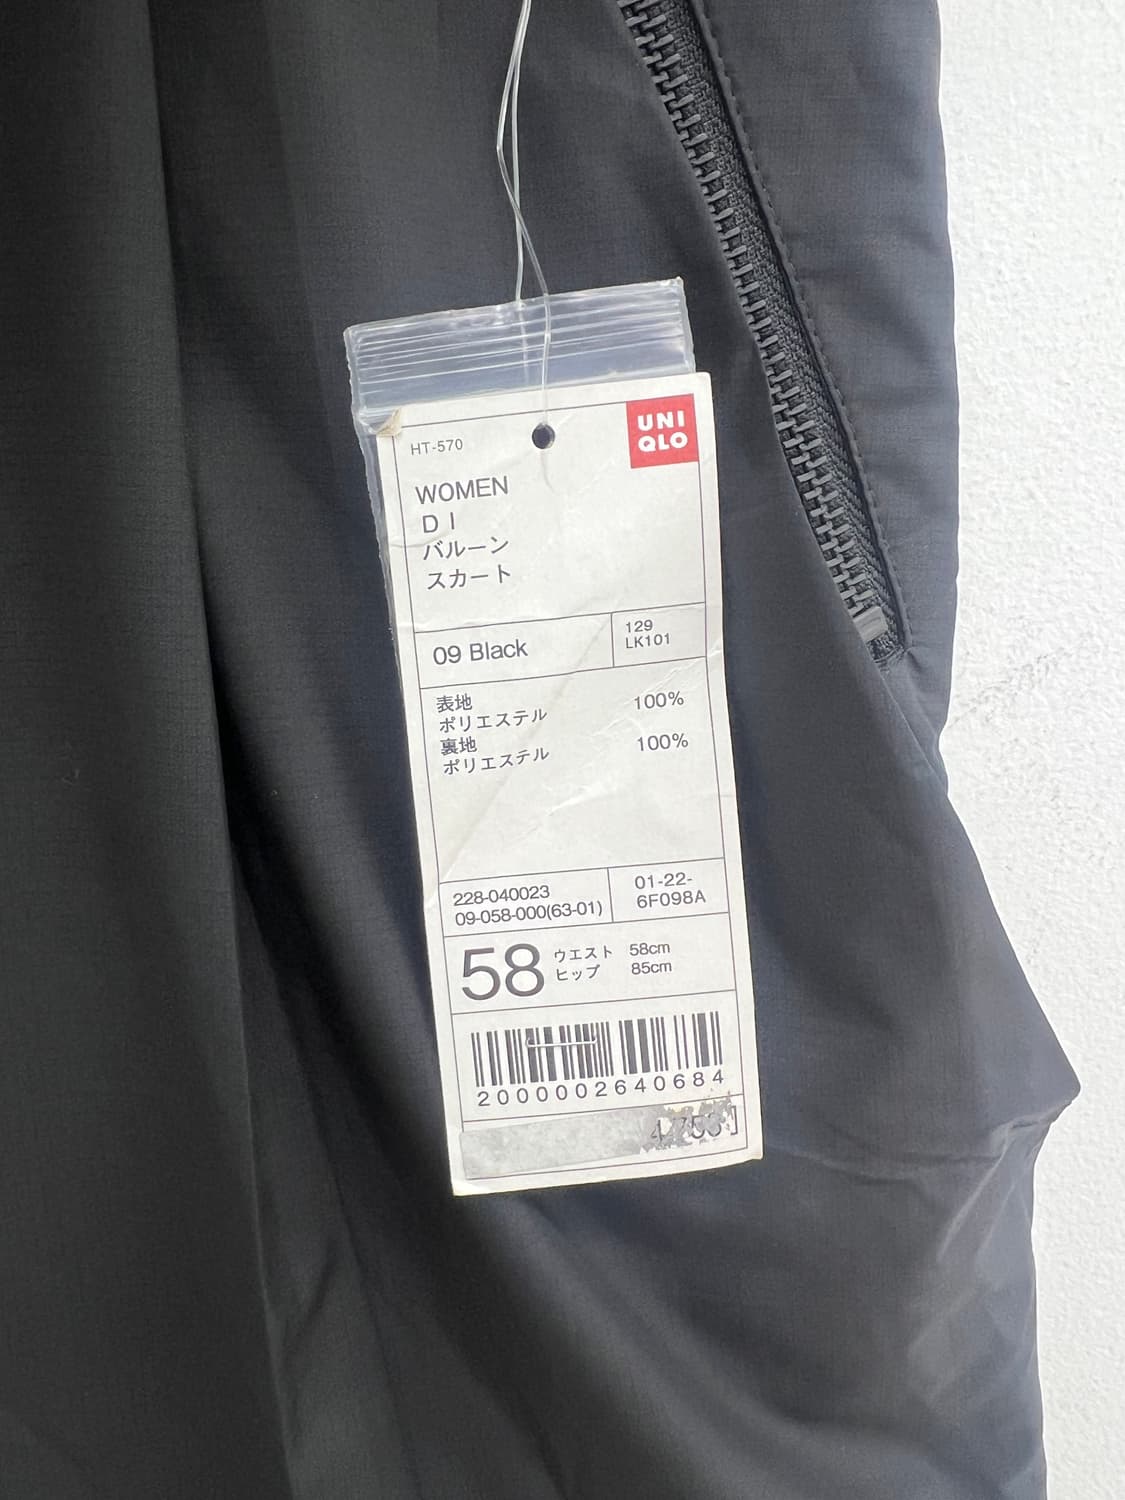 HT-570
UNI
QLO
WOMEN
D I
バルーン
スカート
09 Black
129
LK101
表地
ポリエステル 100%
裏地
ポリエステル 100%
228-040023
09-058-000(63-01)
01-22-
6F098A
58
ウエスト 58cm
ヒップ 85cm
2000002640684